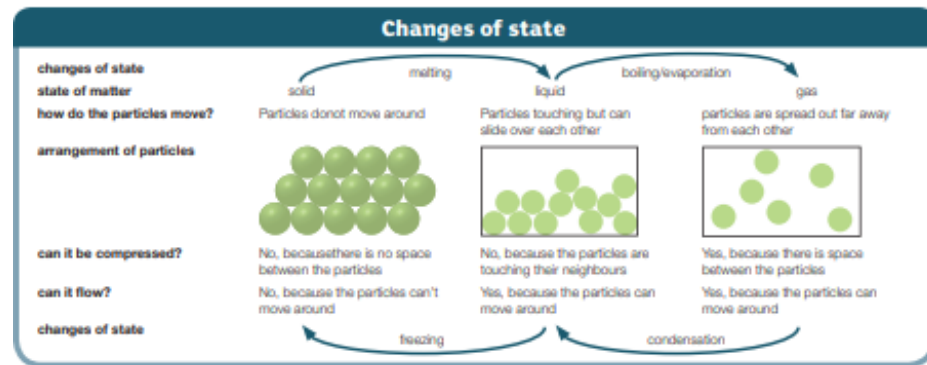 Changes of state
changes of state
melting
boiling/evaporation
state of matter
solid
liquid
gas
how do the particles move?
Particles donot move around
Particles touching but can
slide over each other
particles are spread out far away
from each other
arrangement of particles
can it be compressed?
No, becausethere is no space
between the particles
No, because the particles are
touching their neighbours
Yes, because there is space
between the particles
can it flow?
No, because the particles can't
move around
Yes, because the particles can
move around
Yes, because the particles can
move around
changes of state
freezing
condensation